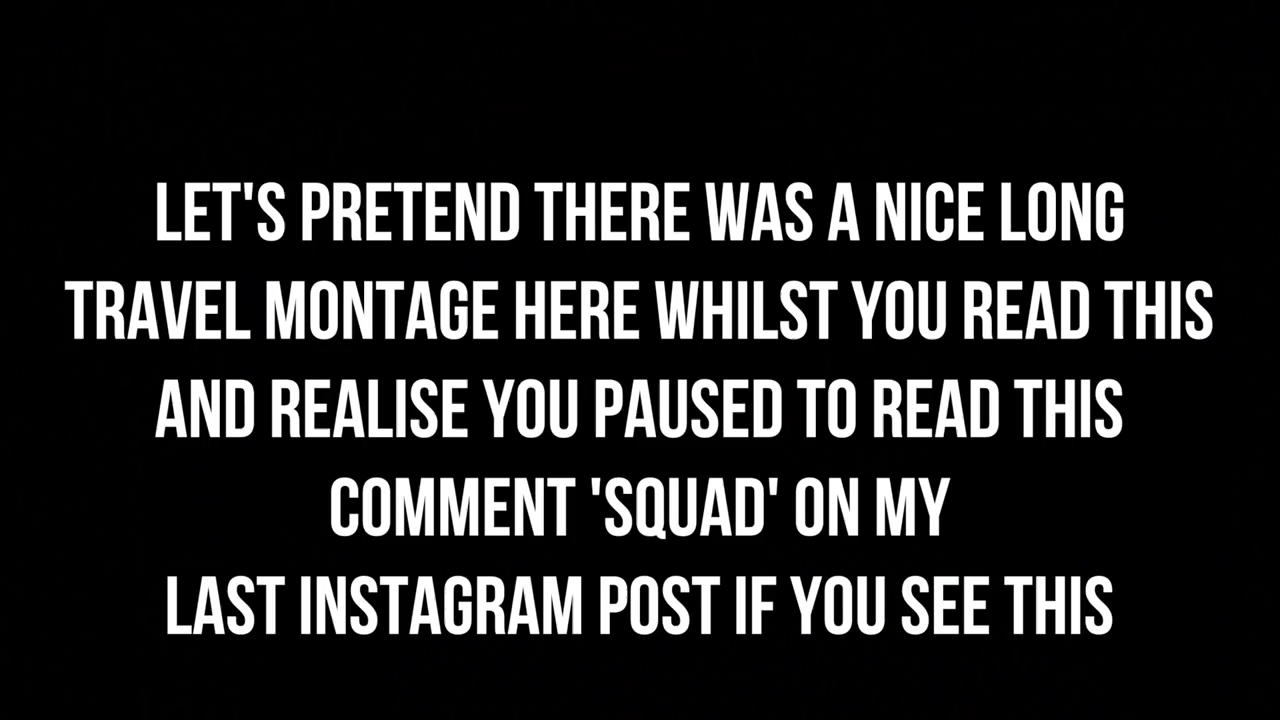 LET'S PRETEND THERE WAS A NICE LONG
TRAVEL MONTAGE HERE WHILST YOU READ THIS
AND REALISE YOU PAUSED TO READ THIS
COMMENT 'SQUAD' ON MY
LAST INSTAGRAM POST IF YOU SEE THIS